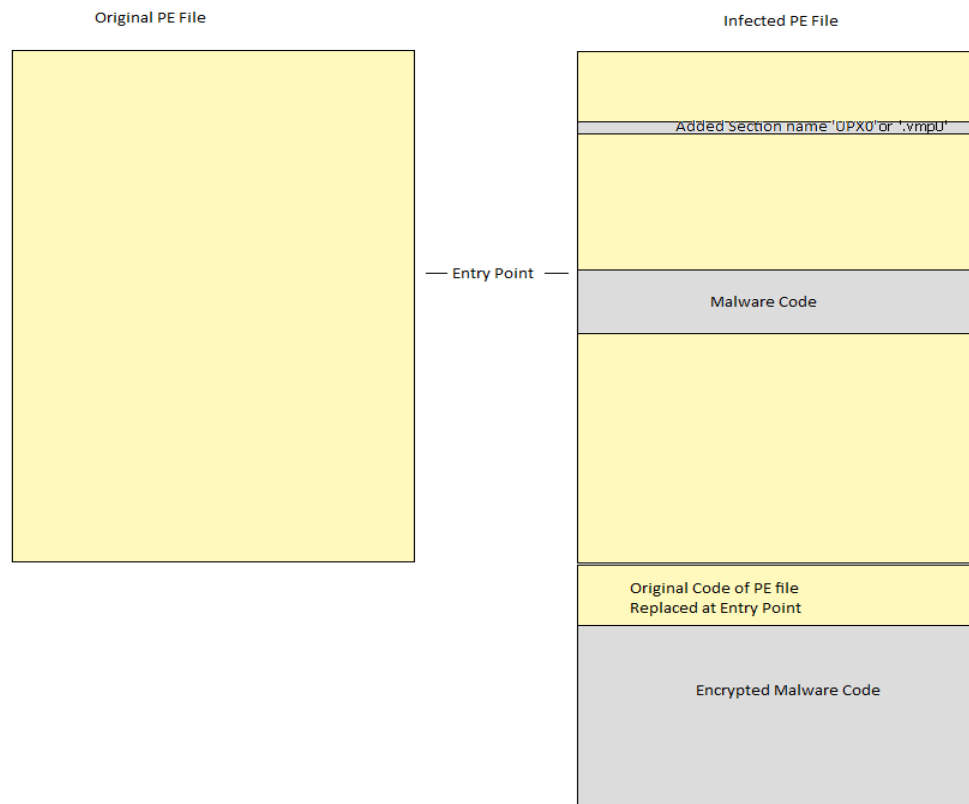 Original PE File
Infected PE File
Added Section name 'UPX0' or '.vmp0'
Entry Point
Malware Code
Original Code of PE file
Replaced at Entry Point
Encrypted Malware Code